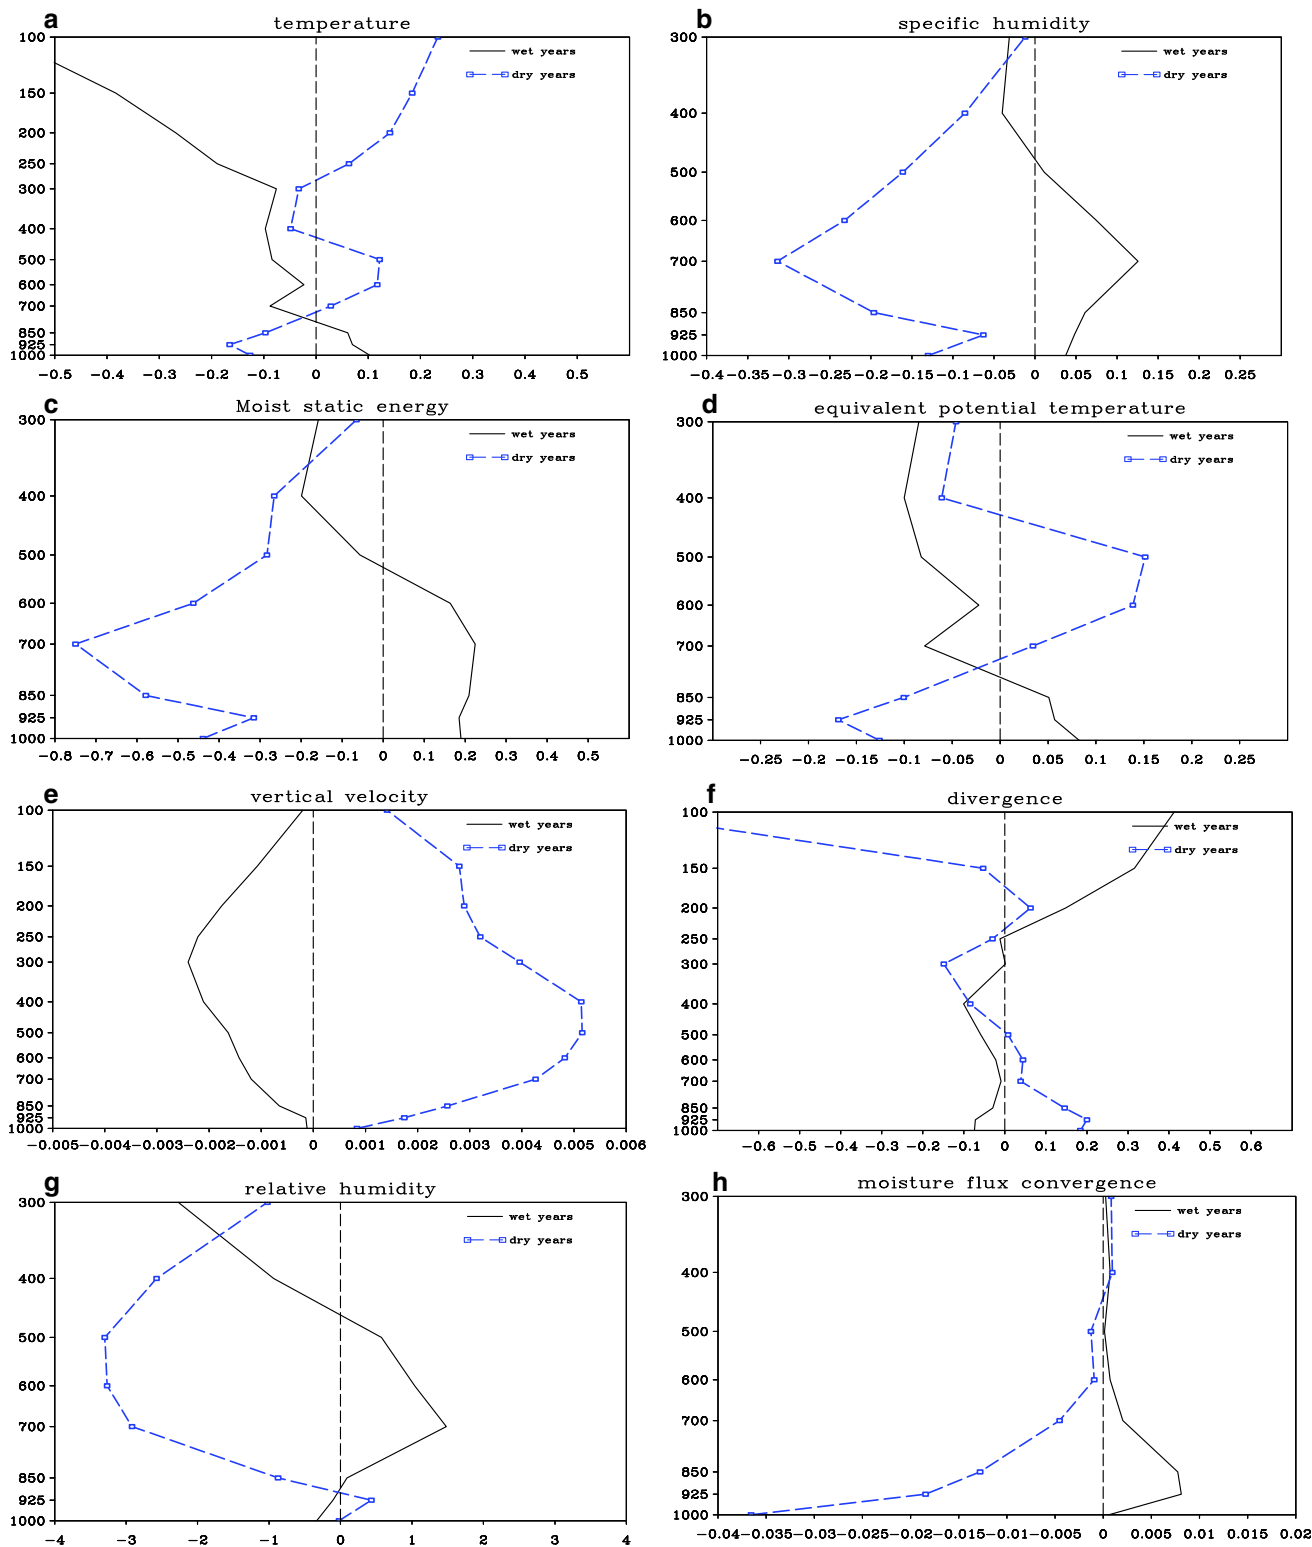 a temperature
wet years
dry years
100
150
200
250
300
400
500
600
700
850
925
1000
−0.5 −0.4 −0.3 −0.2 −0.1 0 0.1 0.2 0.3 0.4 0.5
b specific humidity
wet years
dry years
300
400
500
600
700
850
925
1000
−0.4 −0.35 −0.3 −0.25 −0.2 −0.15 −0.1 −0.05 0 0.05 0.1 0.15 0.2 0.25
c Moist static energy
wet years
dry years
300
400
500
600
700
850
925
1000
−0.8 −0.7 −0.6 −0.5 −0.4 −0.3 −0.2 −0.1 0 0.1 0.2 0.3 0.4 0.5
d equivalent potential temperature
wet years
dry years
300
400
500
600
700
850
925
1000
−0.25 −0.2 −0.15 −0.1 −0.05 0 0.05 0.1 0.15 0.2 0.25
e vertical velocity
wet years
dry years
100
150
200
250
300
400
500
600
700
850
925
1000
−0.005 −0.004 −0.003 −0.002 −0.001 0 0.001 0.002 0.003 0.004 0.005 0.006
f divergence
wet years
dry years
100
150
200
250
300
400
500
600
700
850
925
1000
−0.6 −0.5 −0.4 −0.3 −0.2 −0.1 0 0.1 0.2 0.3 0.4 0.5 0.6
g relative humidity
wet years
dry years
300
400
500
600
700
850
925
1000
−4 −3 −2 −1 0 1 2 3 4
h moisture flux convergence
wet years
dry years
300
400
500
600
700
850
925
1000
−0.04 −0.035 −0.03 −0.025 −0.02 −0.015 −0.01 −0.005 0 0.005 0.01 0.015 0.02